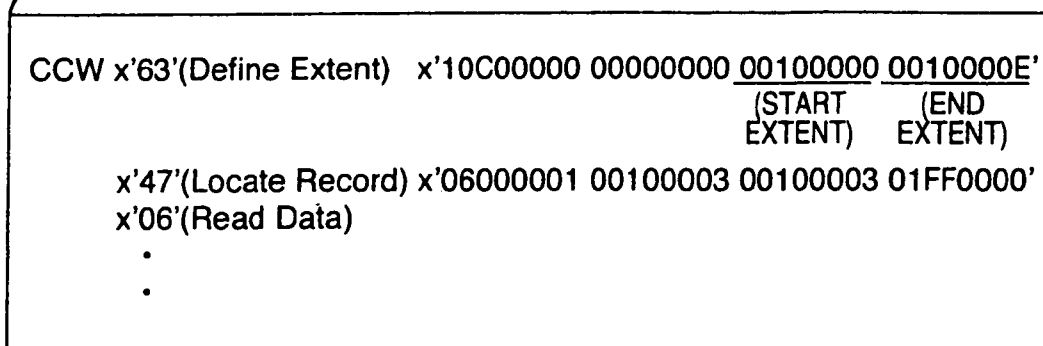 CCW x'63'(Define Extent) x'10C00000 00000000 00100000 0010000E'
(START EXTENT) (END EXTENT)
x'47'(Locate Record) x'06000001 00100003 00100003 01FF0000'
x'06'(Read Data)